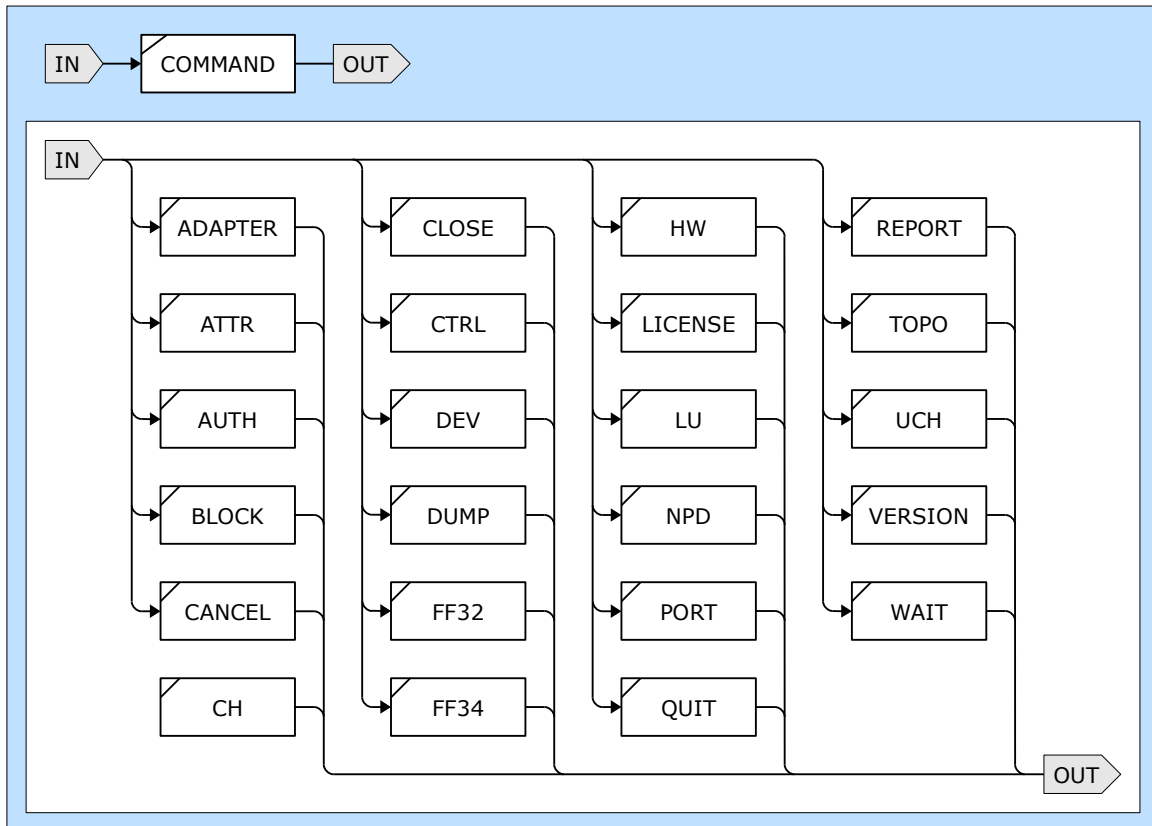 IN COMMAND OUT
IN
ADAPTER CLOSE HW REPORT
ATTR CTRL LICENSE TOPO
AUTH DEV LU UCH
BLOCK DUMP NPD VERSION
CANCEL FF32 PORT WAIT
CH FF34 QUIT
OUT